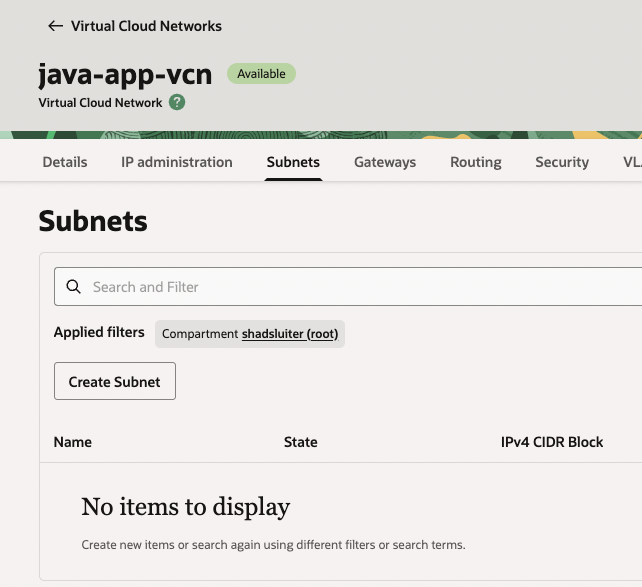 ← Virtual Cloud Networks
java-app-vcn Available
Virtual Cloud Network ?
Details IP administration Subnets Gateways Routing Security VL
Subnets
Search and Filter
Applied filters Compartment shadsluiter (root)
Create Subnet
Name State IPv4 CIDR Block
No items to display
Create new items or search again using different filters or search terms.